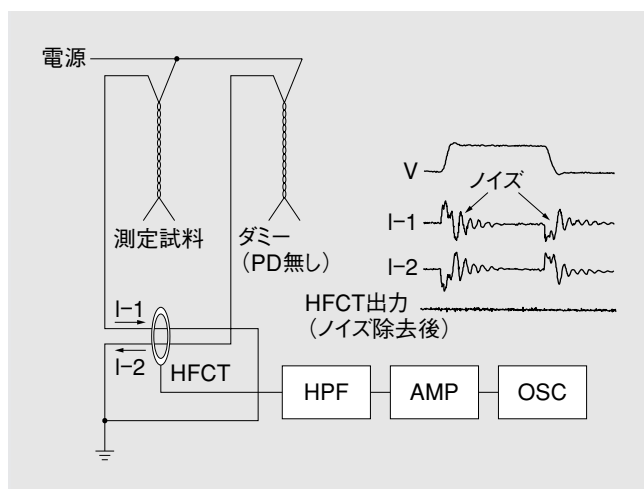 電源
測定試料
ダミー
(PD無し)
I-1
I-2
HFCT
HPF
AMP
OSC
V
ノイズ
I-1
I-2
HFCT出力
(ノイズ除去後)